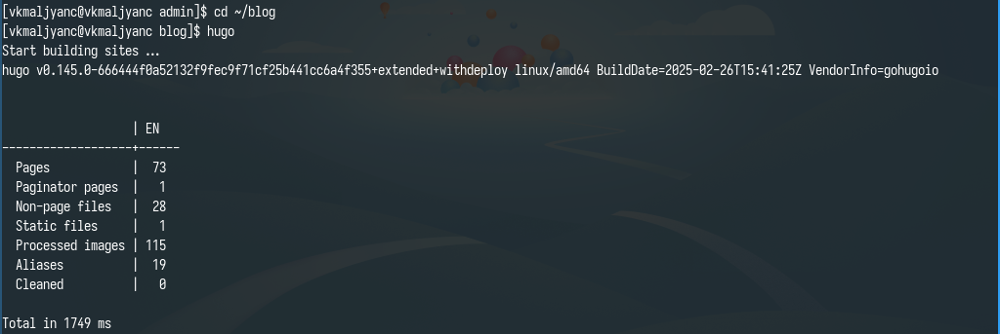 [vkmaljyanc@vkmaljyanc admin]$ cd ~/blog
[vkmaljyanc@vkmaljyanc blog]$ hugo
Start building sites …
hugo v0.145.0-666444f0a52132f9fec9f71cf25b441cc6a4f355+extended+withdeploy linux/amd64 BuildDate=2025-02-26T15:41:25Z VendorInfo=gohugoio
                   | EN
-------------------+------
  Pages            |  73
  Paginator pages  |   1
  Non-page files   |  28
  Static files     |   1
  Processed images | 115
  Aliases          |  19
  Cleaned          |   0
Total in 1749 ms